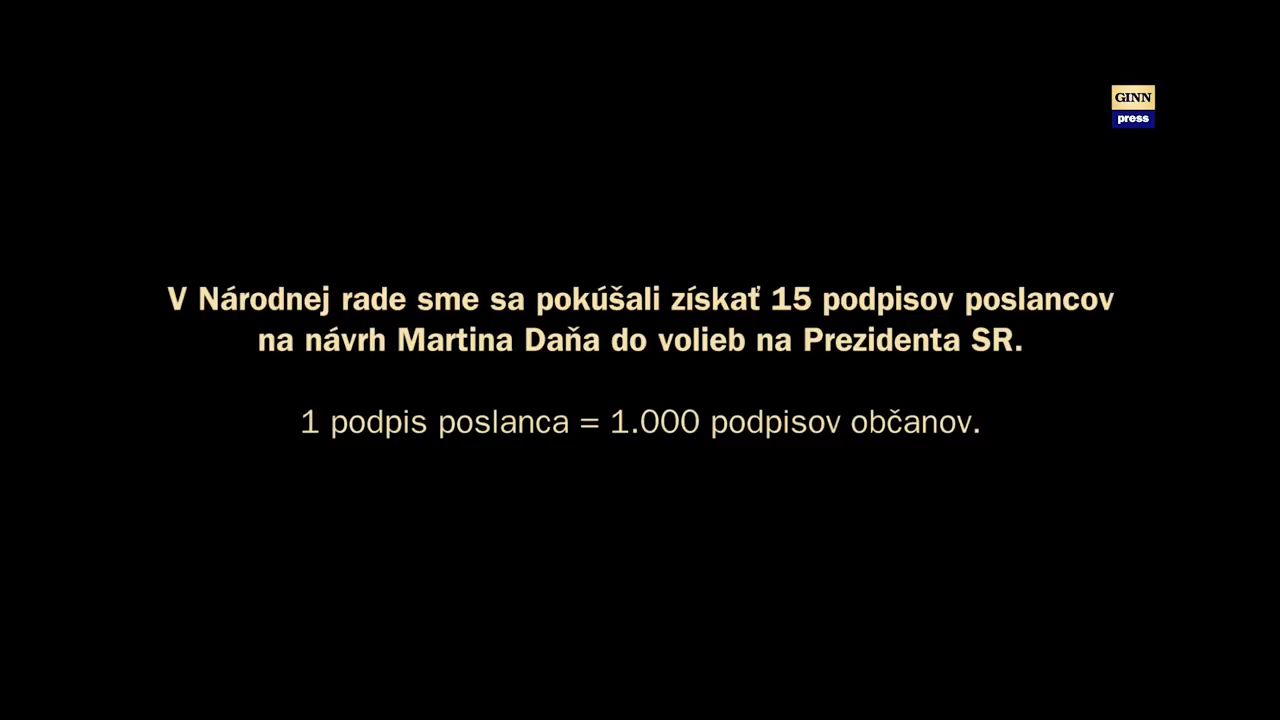 GINN
press
V Národnej rade sme sa pokúšali získať 15 podpisov poslancov
na návrh Martina Daňa do volieb na Prezidenta SR.
1 podpis poslanca = 1.000 podpisov občanov.